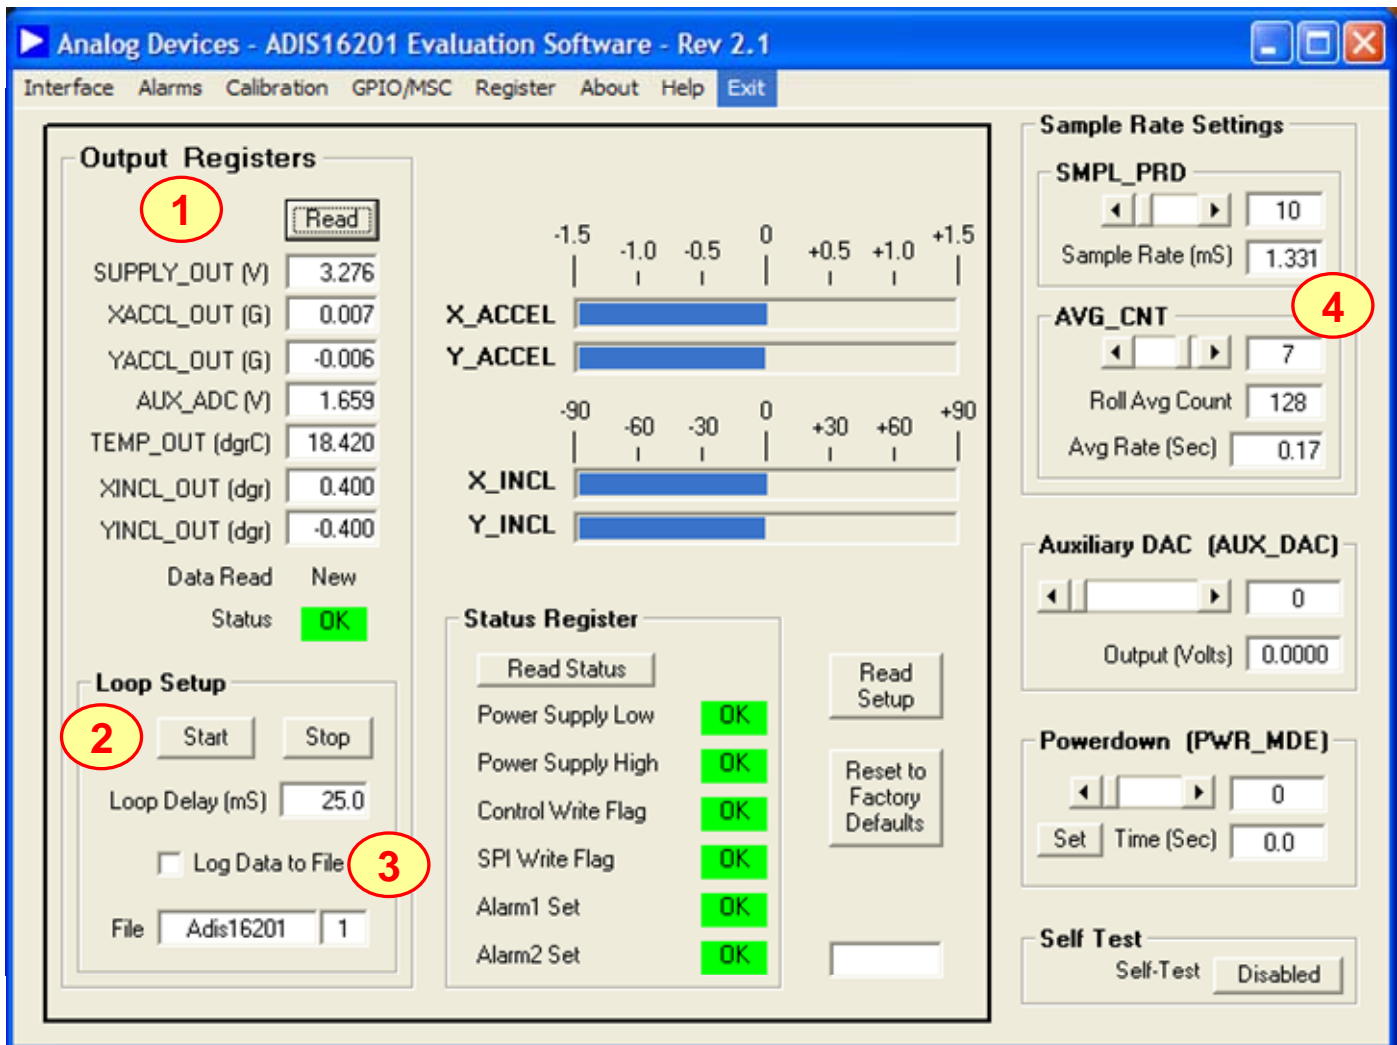 Analog Devices - ADIS16201 Evaluation Software - Rev 2.1
Interface Alarms Calibration GPIO/MSC Register About Help Exit
Output Registers
1
Read
SUPPLY_OUT (V) 3.276
XACCL_OUT (G) 0.007
YACCL_OUT (G) -0.006
AUX_ADC (V) 1.659
TEMP_OUT (dgrC) 18.420
XINCL_OUT (dgr) 0.400
YINCL_OUT (dgr) -0.400
Data Read New
Status OK
Loop Setup
2
Start Stop
Loop Delay (mS) 25.0
Log Data to File
3
File Adis16201 1
-1.5 -1.0 -0.5 0 +0.5 +1.0 +1.5
X_ACCEL
Y_ACCEL
-90 -60 -30 0 +30 +60 +90
X_INCL
Y_INCL
Status Register
Read Status
Power Supply Low OK
Power Supply High OK
Control Write Flag OK
SPI Write Flag OK
Alarm1 Set OK
Alarm2 Set OK
Read
Setup
Reset to
Factory
Defaults
Sample Rate Settings
SMPL_PRD
10
Sample Rate (mS) 1.331
4
AVG_CNT
7
Roll Avg Count 128
Avg Rate (Sec) 0.17
Auxiliary DAC (AUX_DAC)
0
Output (Volts) 0.0000
Powerdown (PWR_MDE)
0
Set Time (Sec) 0.0
Self Test
Self-Test Disabled